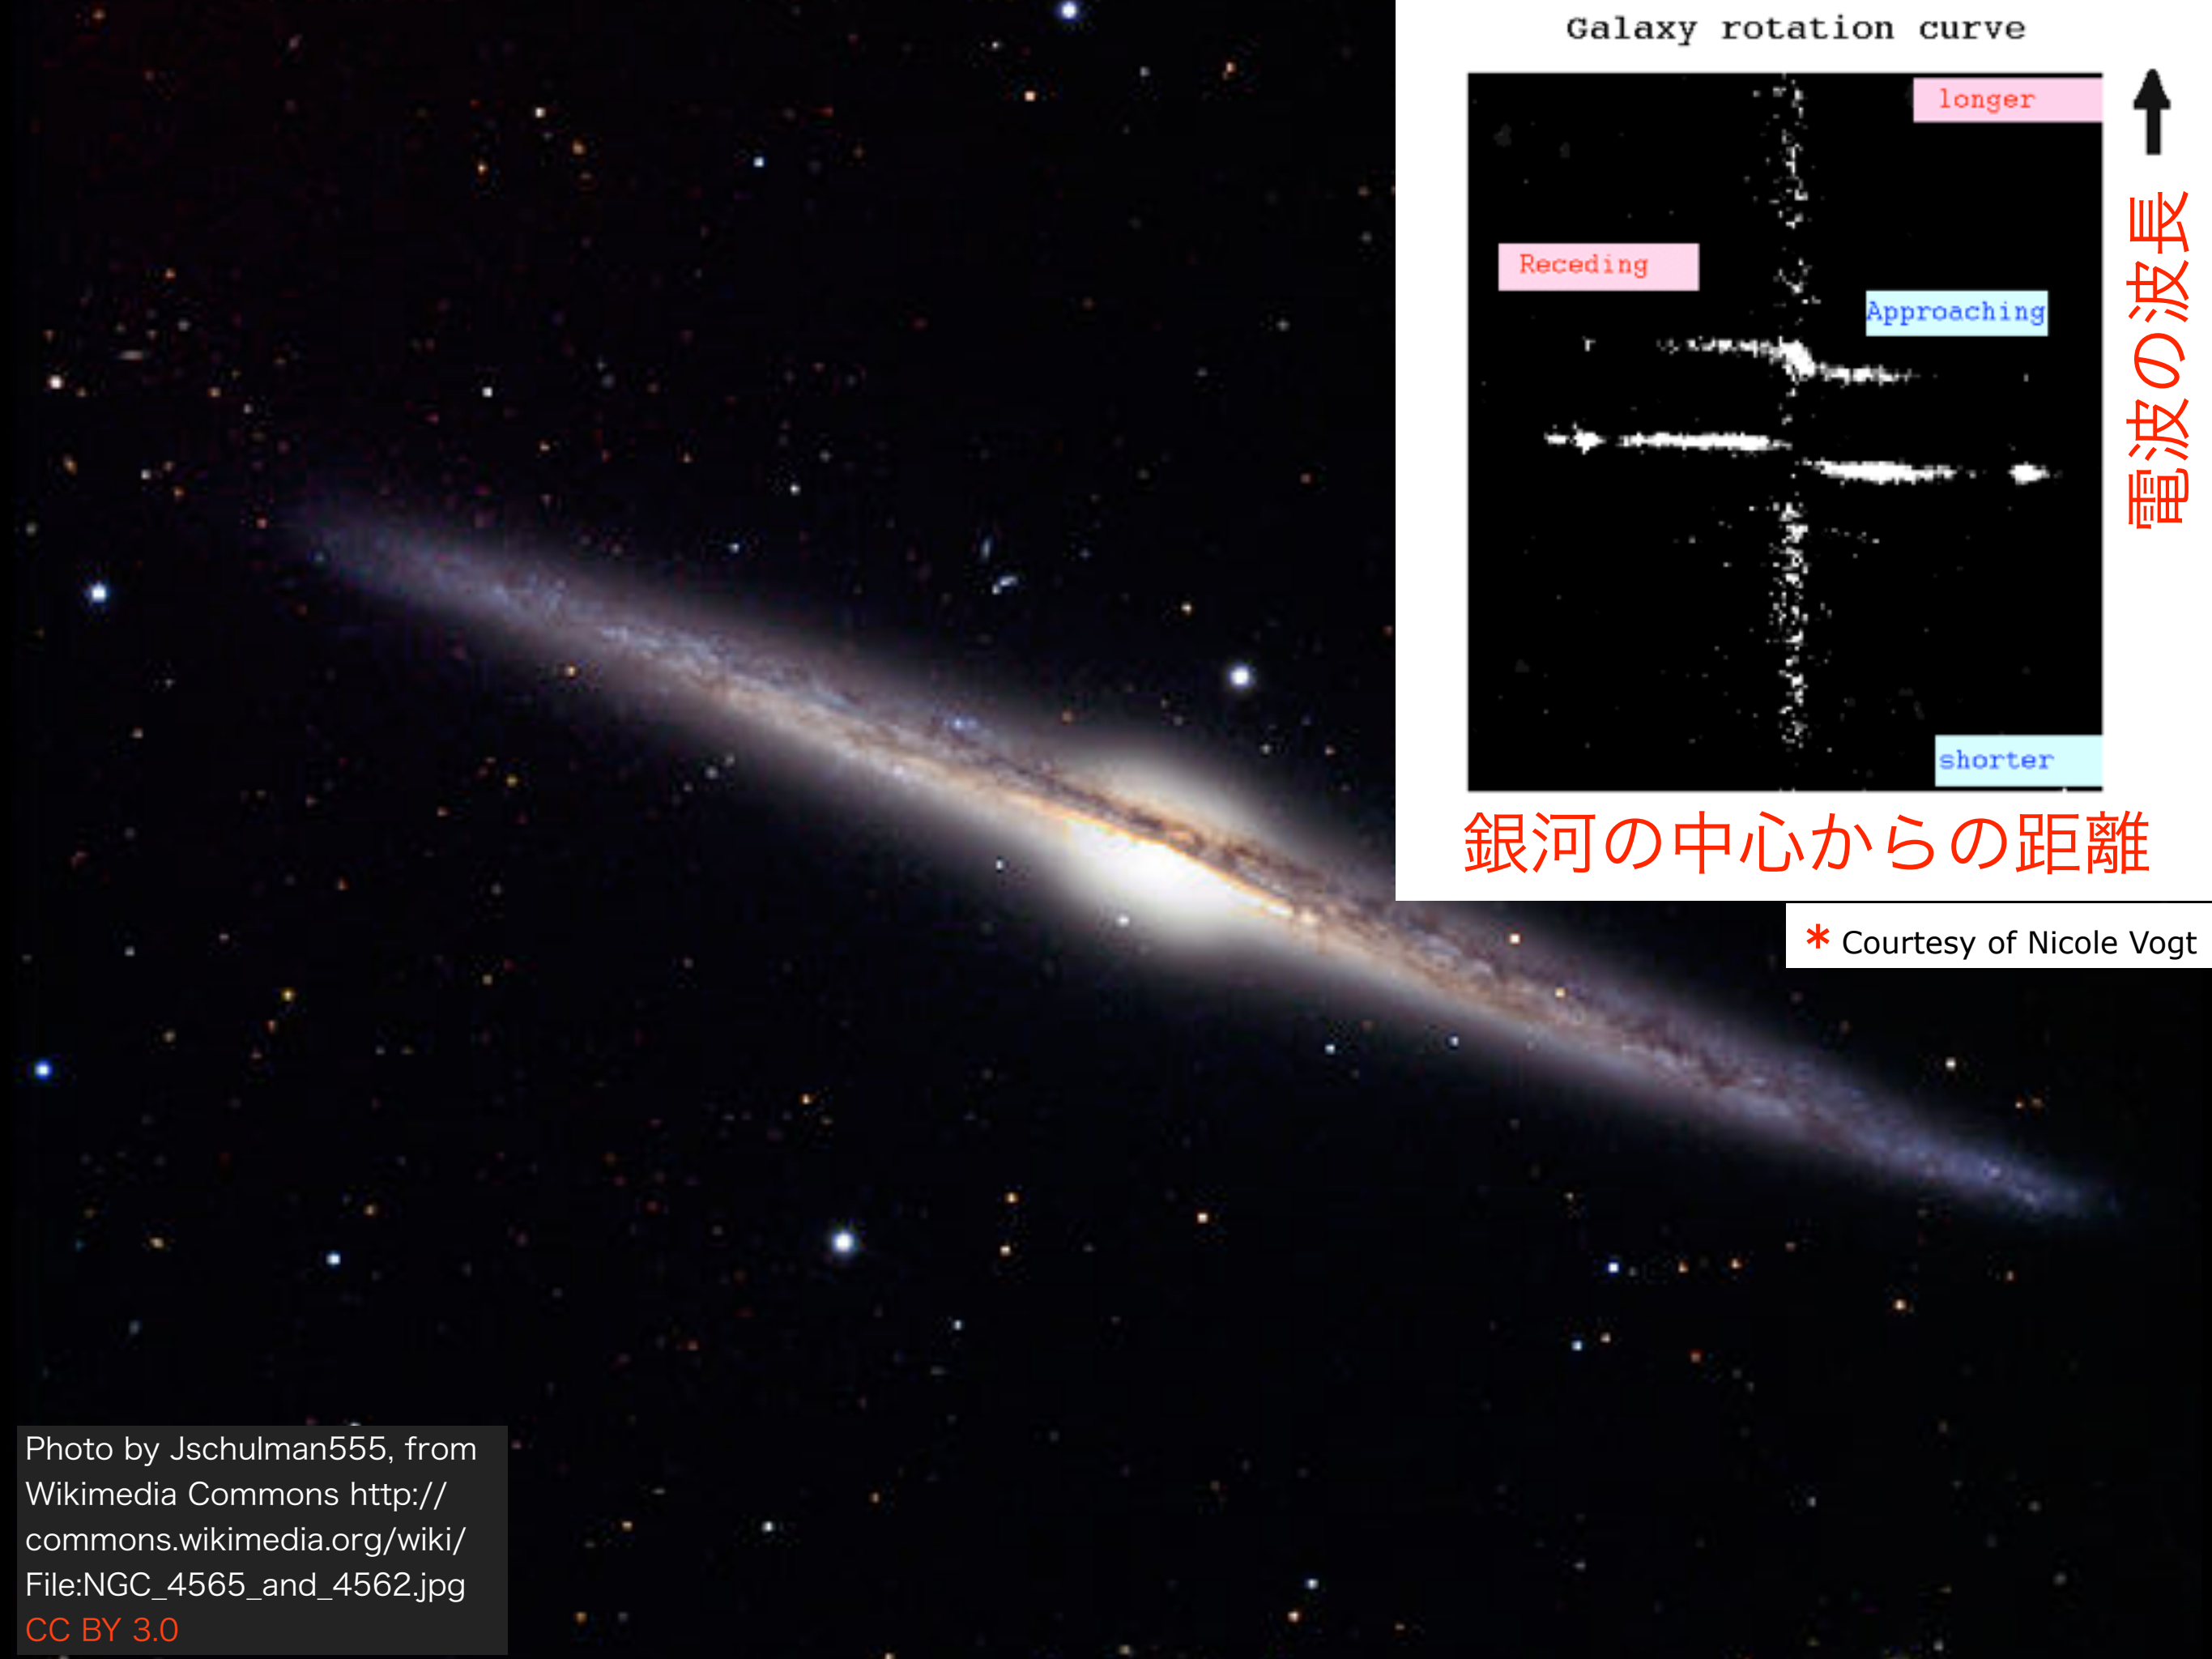 Galaxy rotation curve
longer
Receding
Approaching
shorter
電波の波長
銀河の中心からの距離
* Courtesy of Nicole Vogt
Photo by Jschulman555, from
Wikimedia Commons http://
commons.wikimedia.org/wiki/
File:NGC_4565_and_4562.jpg
CC BY 3.0